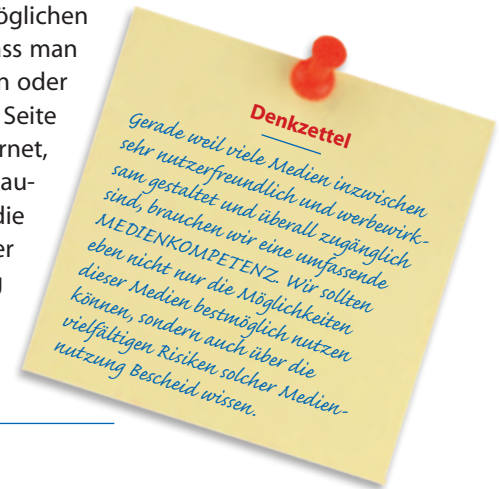 öglichen
ass man
n oder
Seite
rnet,
au-
die
er
g
Denkzettel
Gerade weil viele Medien inzwischen
sehr nutzerfreundlich und werbewirk-
sam gestaltet und überall zugänglich
sind, brauchen wir eine umfassende
MEDIENKOMPETENZ. Wir sollten
eben nicht nur die Möglichkeiten
dieser Medien bestmöglich nutzen
können, sondern auch über die
vielfältigen Risiken solcher Medien-
nutzung Bescheid wissen.